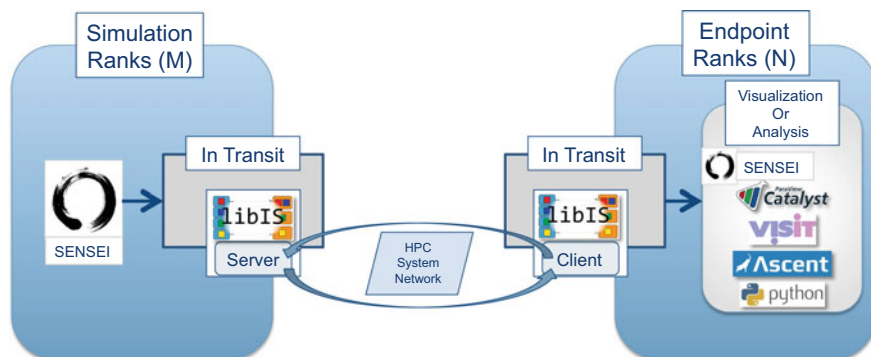 Simulation
Ranks (M)
SENSEI
In Transit
libIS
Server
HPC
System
Network
In Transit
libIS
Client
Endpoint
Ranks (N)
Visualization
Or
Analysis
SENSEI
ParaView
Catalyst
VISIT
Ascent
python